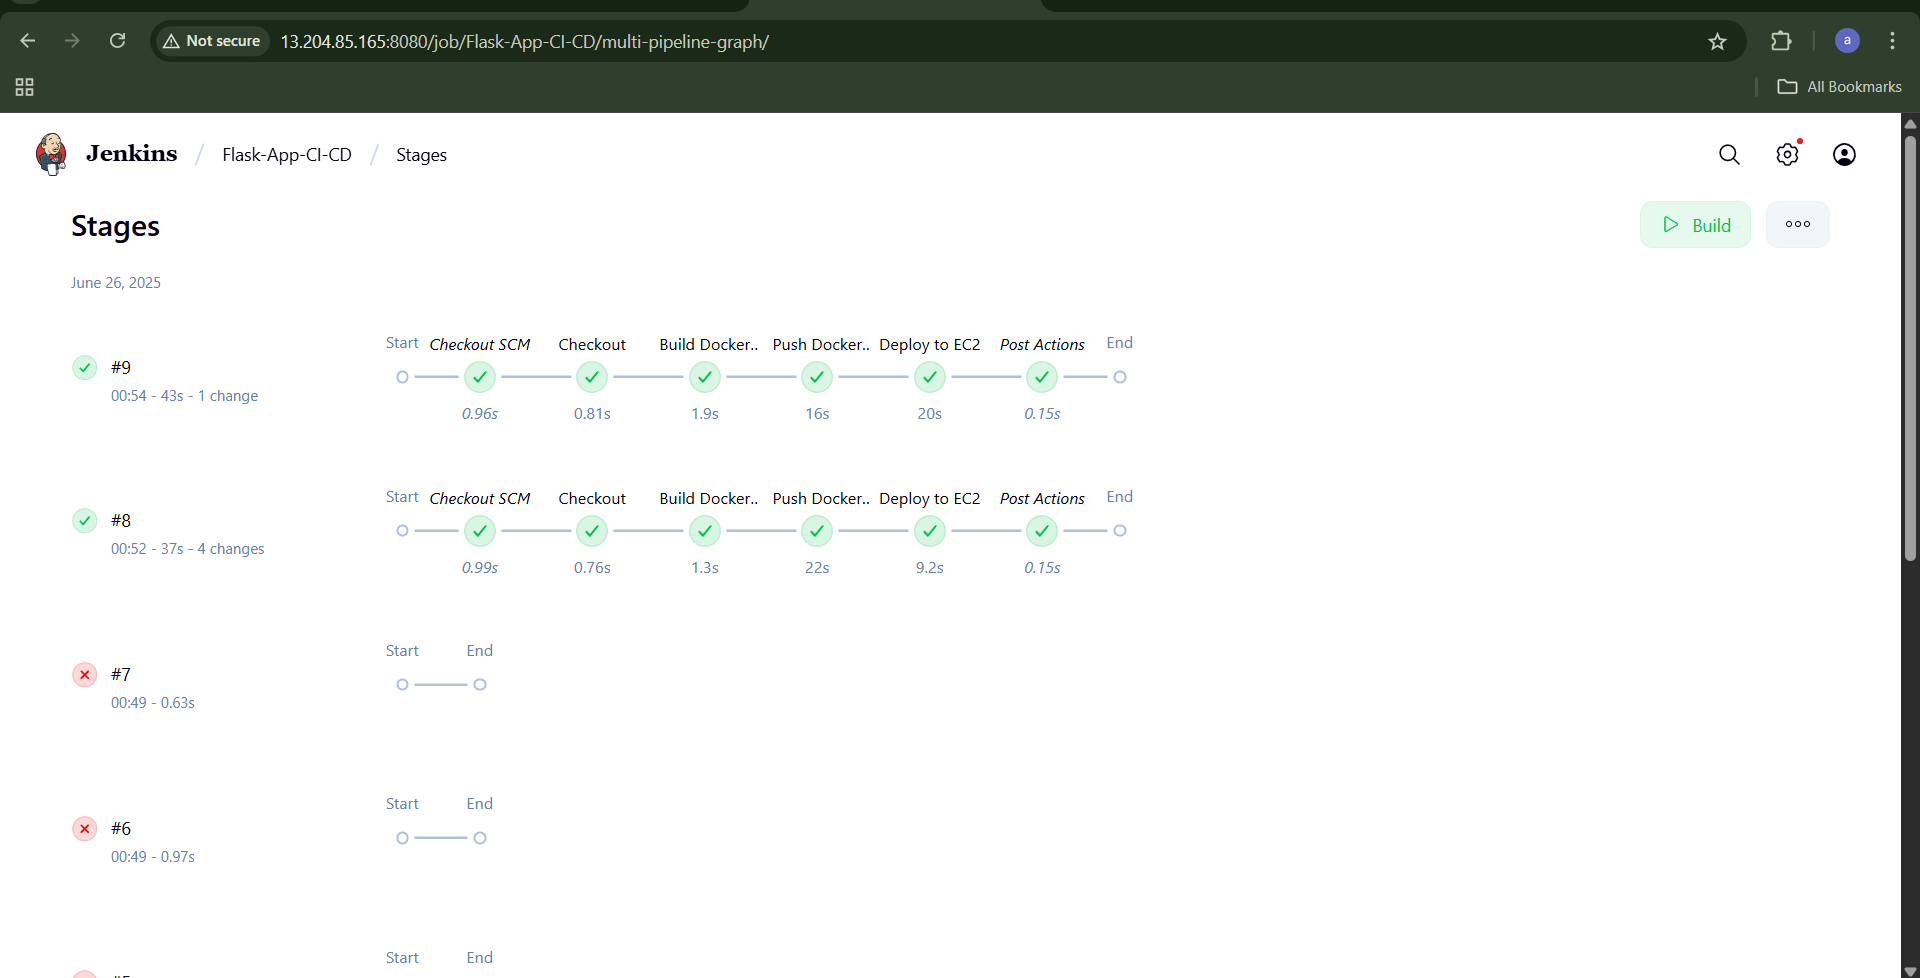 Not secure 13.204.85.165:8080/job/Flask-App-CI-CD/multi-pipeline-graph/
a
All Bookmarks
Jenkins / Flask-App-CI-CD / Stages
Stages
Build
June 26, 2025
Start Checkout SCM Checkout Build Docker.. Push Docker.. Deploy to EC2 Post Actions End
#9
00:54 - 43s - 1 change
0.96s 0.81s 1.9s 16s 20s 0.15s
Start Checkout SCM Checkout Build Docker.. Push Docker.. Deploy to EC2 Post Actions End
#8
00:52 - 37s - 4 changes
0.99s 0.76s 1.3s 22s 9.2s 0.15s
Start End
#7
00:49 - 0.63s
Start End
#6
00:49 - 0.97s
Start End